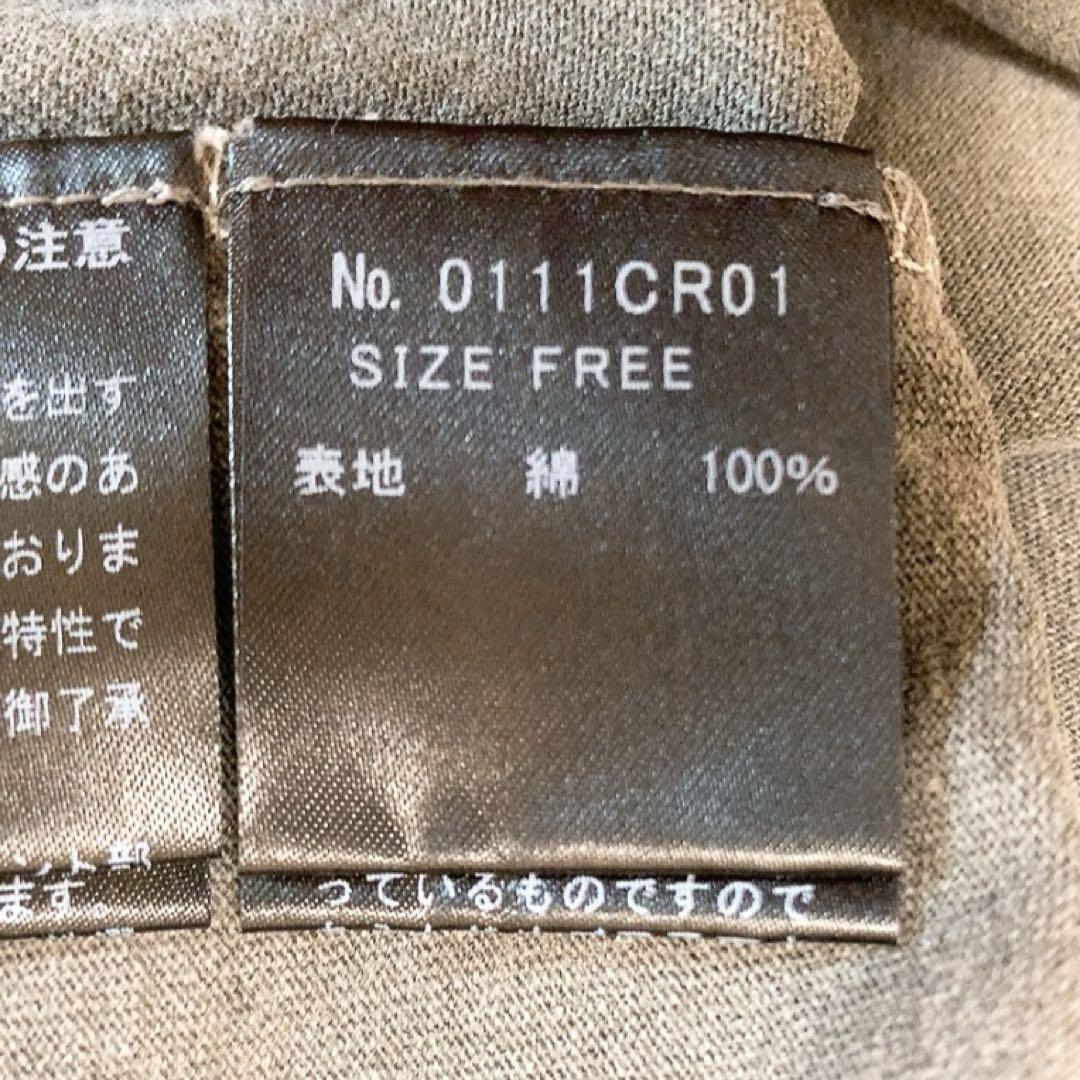 の注意
を出す
感のあ
おりま
特性で
御了承
ます。
No. 0111CR01
SIZE FREE
表地 綿 100%
っているものですので